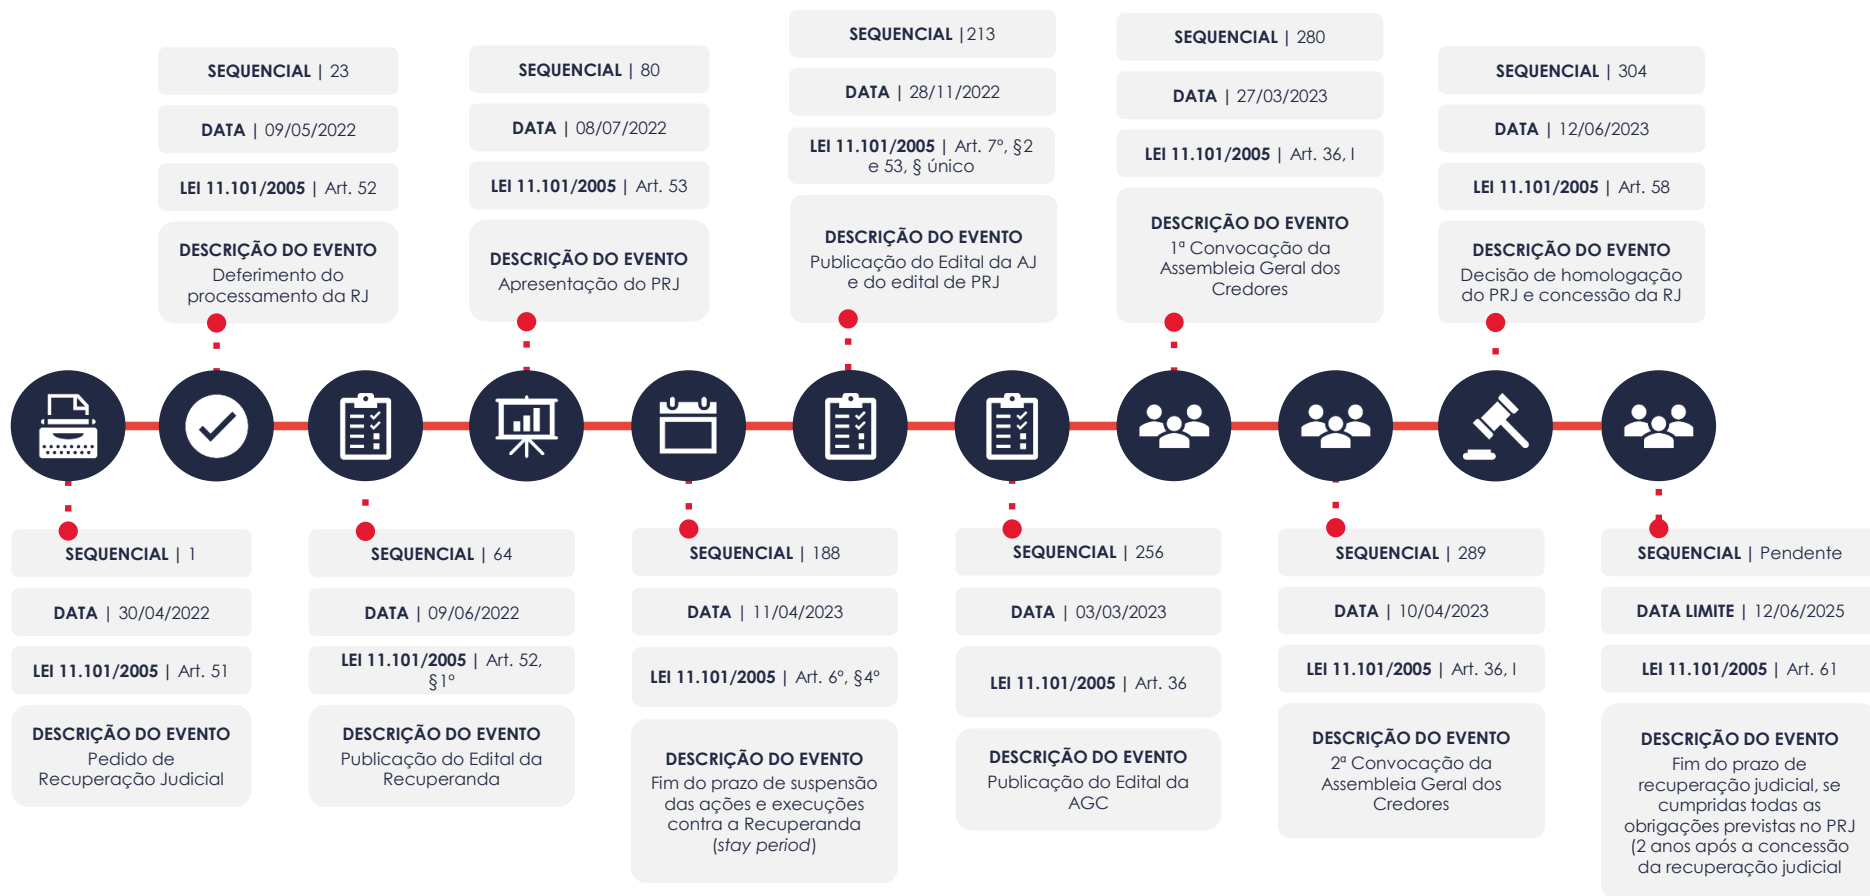 SEQUENCIAL | 23
DATA | 09/05/2022
LEI 11.101/2005 | Art. 52
DESCRIÇÃO DO EVENTO
Deferimento do
processamento da RJ
SEQUENCIAL | 80
DATA | 08/07/2022
LEI 11.101/2005 | Art. 53
DESCRIÇÃO DO EVENTO
Apresentação do PRJ
SEQUENCIAL |213
DATA | 28/11/2022
LEI 11.101/2005 | Art. 7º, §2
e 53, § único
DESCRIÇÃO DO EVENTO
Publicação do Edital da AJ
e do edital de PRJ
SEQUENCIAL | 280
DATA | 27/03/2023
LEI 11.101/2005 | Art. 36, I
DESCRIÇÃO DO EVENTO
1ª Convocação da
Assembleia Geral dos
Credores
SEQUENCIAL | 304
DATA | 12/06/2023
LEI 11.101/2005 | Art. 58
DESCRIÇÃO DO EVENTO
Decisão de homologação
do PRJ e concessão da RJ
SEQUENCIAL | 1
DATA | 30/04/2022
LEI 11.101/2005 | Art. 51
DESCRIÇÃO DO EVENTO
Pedido de
Recuperação Judicial
SEQUENCIAL | 64
DATA | 09/06/2022
LEI 11.101/2005 | Art. 52,
§1º
DESCRIÇÃO DO EVENTO
Publicação do Edital da
Recuperanda
SEQUENCIAL | 188
DATA | 11/04/2023
LEI 11.101/2005 | Art. 6º, §4º
DESCRIÇÃO DO EVENTO
Fim do prazo de suspensão
das ações e execuções
contra a Recuperanda
(stay period)
SEQUENCIAL | 256
DATA | 03/03/2023
LEI 11.101/2005 | Art. 36
DESCRIÇÃO DO EVENTO
Publicação do Edital da
AGC
SEQUENCIAL | 289
DATA | 10/04/2023
LEI 11.101/2005 | Art. 36, I
DESCRIÇÃO DO EVENTO
2ª Convocação da
Assembleia Geral dos
Credores
SEQUENCIAL | Pendente
DATA LIMITE | 12/06/2025
LEI 11.101/2005 | Art. 61
DESCRIÇÃO DO EVENTO
Fim do prazo de
recuperação judicial, se
cumpridas todas as
obrigações previstas no PRJ
(2 anos após a concessão
da recuperação judicial